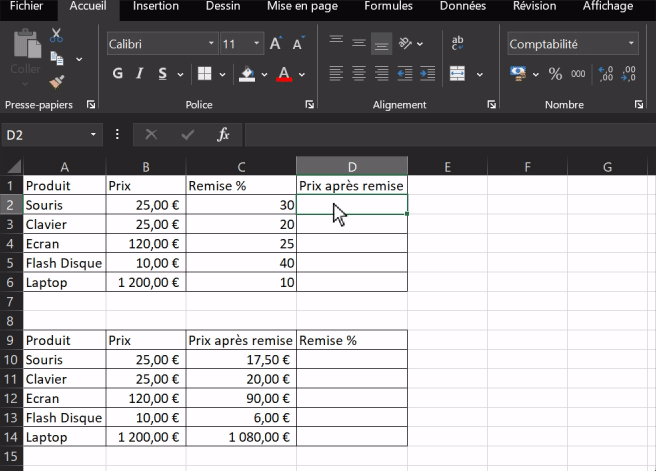 Fichier Accueil Insertion Dessin Mise en page Formules Données Révision Affichage
Coller
Calibri 11 A A
G I S A
ab
c
Comptabilité
% 000 ,0 ,00 ,00 ,0
Presse-papiers Police Alignement Nombre
D2 fx
A B C D E F G
1 Produit Prix Remise % Prix après remise
2 Souris 25,00 € 30
3 Clavier 25,00 € 20
4 Ecran 120,00 € 25
5 Flash Disque 10,00 € 40
6 Laptop 1 200,00 € 10
7
8
9 Produit Prix Prix après remise Remise %
10 Souris 25,00 € 17,50 €
11 Clavier 25,00 € 20,00 €
12 Ecran 120,00 € 90,00 €
13 Flash Disque 10,00 € 6,00 €
14 Laptop 1 200,00 € 1 080,00 €
15